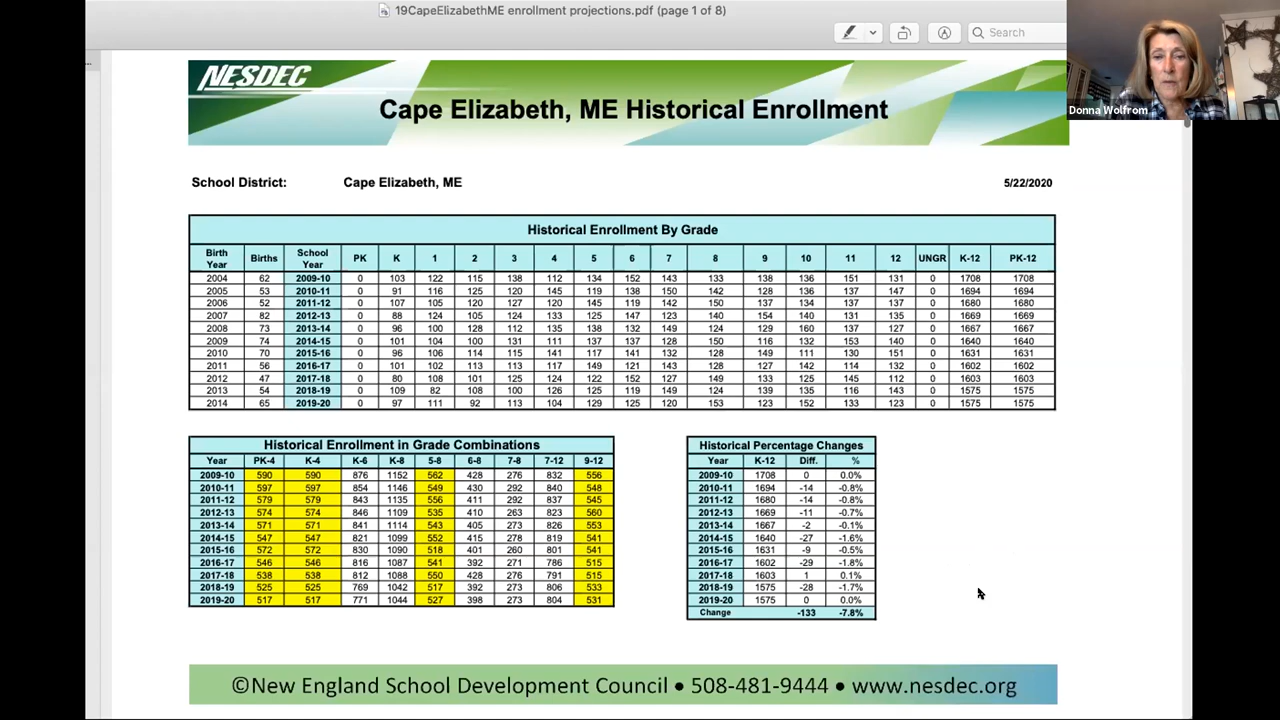 19CapeElizabethME enrollment projections.pdf (page 1 of 8)
Search
Donna Wolfrom
NESDEC
Cape Elizabeth, ME Historical Enrollment
School District: Cape Elizabeth, ME 5/22/2020
Historical Enrollment By Grade
Birth Year Births School Year PK K 1 2 3 4 5 6 7 8 9 10 11 12 UNGR K-12 PK-12
2004 62 2009-10 0 103 122 115 138 112 134 152 143 133 138 136 151 131 0 1708 1708
2005 53 2010-11 0 91 116 125 120 145 119 138 150 142 128 136 137 147 0 1694 1694
2006 52 2011-12 0 107 105 120 127 120 145 119 142 150 137 134 137 137 0 1680 1680
2007 82 2012-13 0 88 124 105 124 133 125 147 123 140 154 140 131 135 0 1669 1669
2008 73 2013-14 0 96 100 128 112 135 138 132 149 124 129 160 137 127 0 1667 1667
2009 74 2014-15 0 101 104 100 131 111 137 137 128 150 116 132 153 140 0 1640 1640
2010 70 2015-16 0 96 106 114 115 141 117 141 132 128 149 111 130 151 0 1631 1631
2011 56 2016-17 0 101 102 113 113 117 149 121 143 128 127 142 114 132 0 1602 1602
2012 47 2017-18 0 80 108 101 125 124 122 152 127 149 133 125 145 112 0 1603 1603
2013 54 2018-19 0 109 82 108 100 126 125 119 149 124 139 135 116 143 0 1575 1575
2014 65 2019-20 0 97 111 92 113 104 129 125 120 153 123 152 133 123 0 1575 1575
Historical Enrollment in Grade Combinations
Year PK-4 K-4 K-6 K-8 5-8 6-8 7-8 7-12 9-12
2009-10 590 590 876 1152 562 428 276 832 556
2010-11 597 597 854 1146 549 430 292 840 548
2011-12 579 579 843 1135 556 411 292 837 545
2012-13 574 574 846 1109 535 410 263 823 560
2013-14 571 571 841 1114 543 405 273 826 553
2014-15 547 547 821 1099 552 415 278 819 541
2015-16 572 572 830 1090 518 401 260 801 541
2016-17 546 546 816 1087 541 392 271 786 515
2017-18 538 538 812 1088 550 428 276 791 515
2018-19 525 525 769 1042 517 392 273 806 533
2019-20 517 517 771 1044 527 398 273 804 531
Historical Percentage Changes
Year K-12 Diff. %
2009-10 1708 0 0.0%
2010-11 1694 -14 -0.8%
2011-12 1680 -14 -0.8%
2012-13 1669 -11 -0.7%
2013-14 1667 -2 -0.1%
2014-15 1640 -27 -1.6%
2015-16 1631 -9 -0.5%
2016-17 1602 -29 -1.8%
2017-18 1603 1 0.1%
2018-19 1575 -28 -1.7%
2019-20 1575 0 0.0%
Change -133 -7.8%
©New England School Development Council • 508-481-9444 • www.nesdec.org